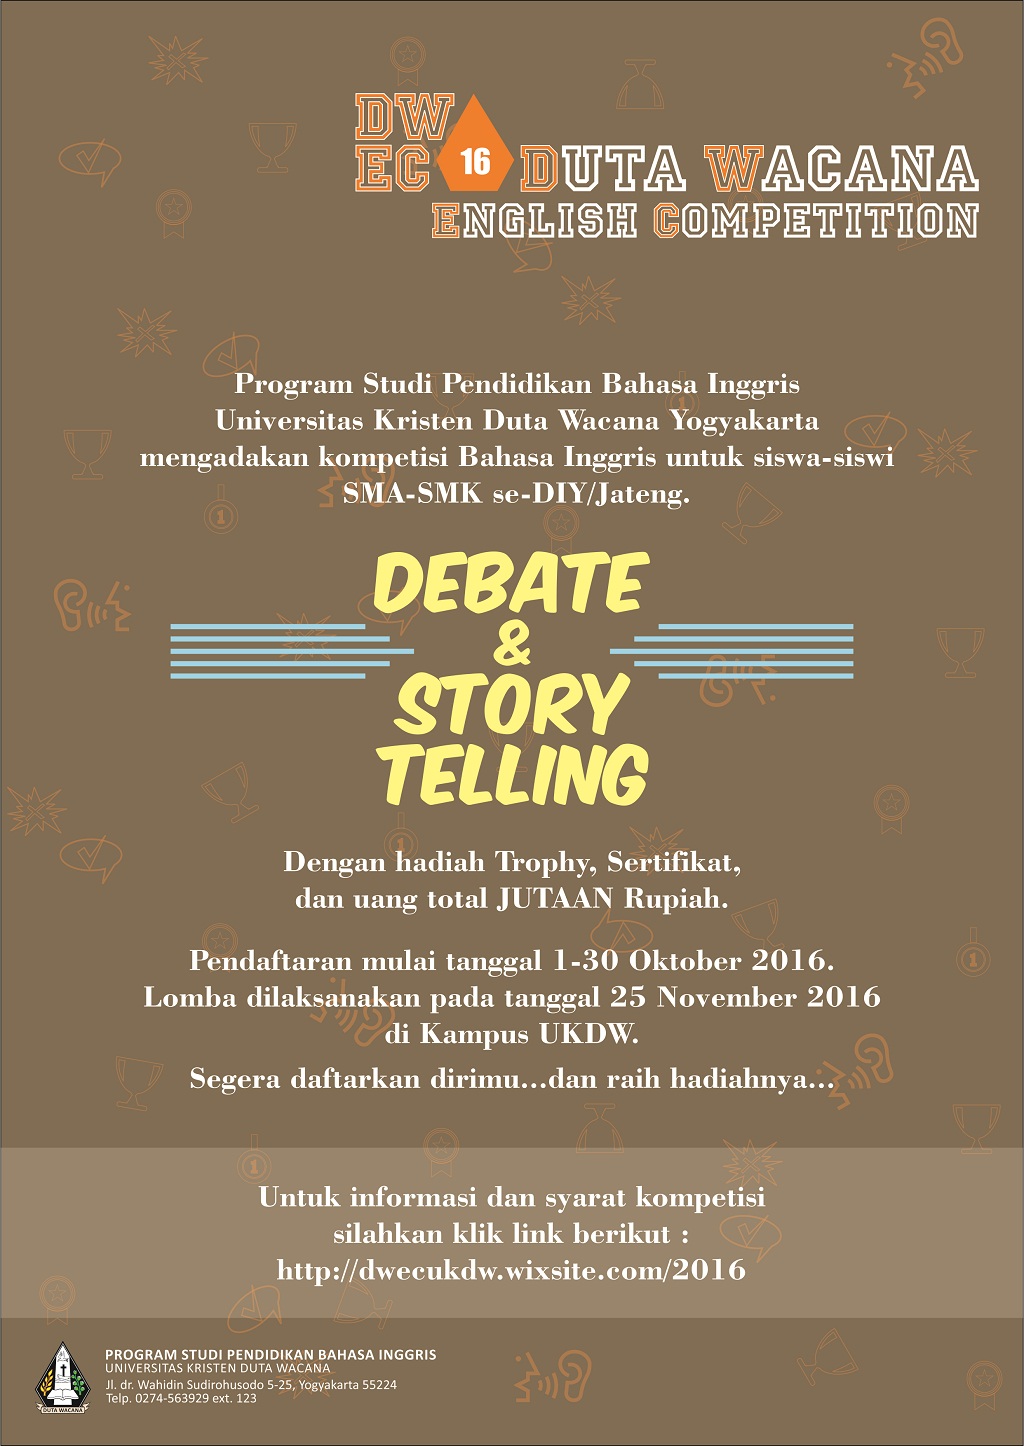 DW
EC 16 DUTA WACANA
ENGLISH COMPETITION
Program Studi Pendidikan Bahasa Inggris
Universitas Kristen Duta Wacana Yogyakarta
mengadakan kompetisi Bahasa Inggris untuk siswa-siswi
SMA-SMK se-DIY/Jateng.
DEBATE
&
STORY
TELLING
Dengan hadiah Trophy, Sertifikat,
dan uang total JUTAAN Rupiah.
Pendaftaran mulai tanggal 1-30 Oktober 2016.
Lomba dilaksanakan pada tanggal 25 November 2016
di Kampus UKDW.
Segera daftarkan dirimu...dan raih hadiahnya...
Untuk informasi dan syarat kompetisi
silahkan klik link berikut :
http://dwecukdw.wixsite.com/2016
PROGRAM STUDI PENDIDIKAN BAHASA INGGRIS
UNIVERSITAS KRISTEN DUTA WACANA
Jl. dr. Wahidin Sudirohusodo 5-25, Yogyakarta 55224
Telp. 0274-563929 ext. 123
DUTA WACANA